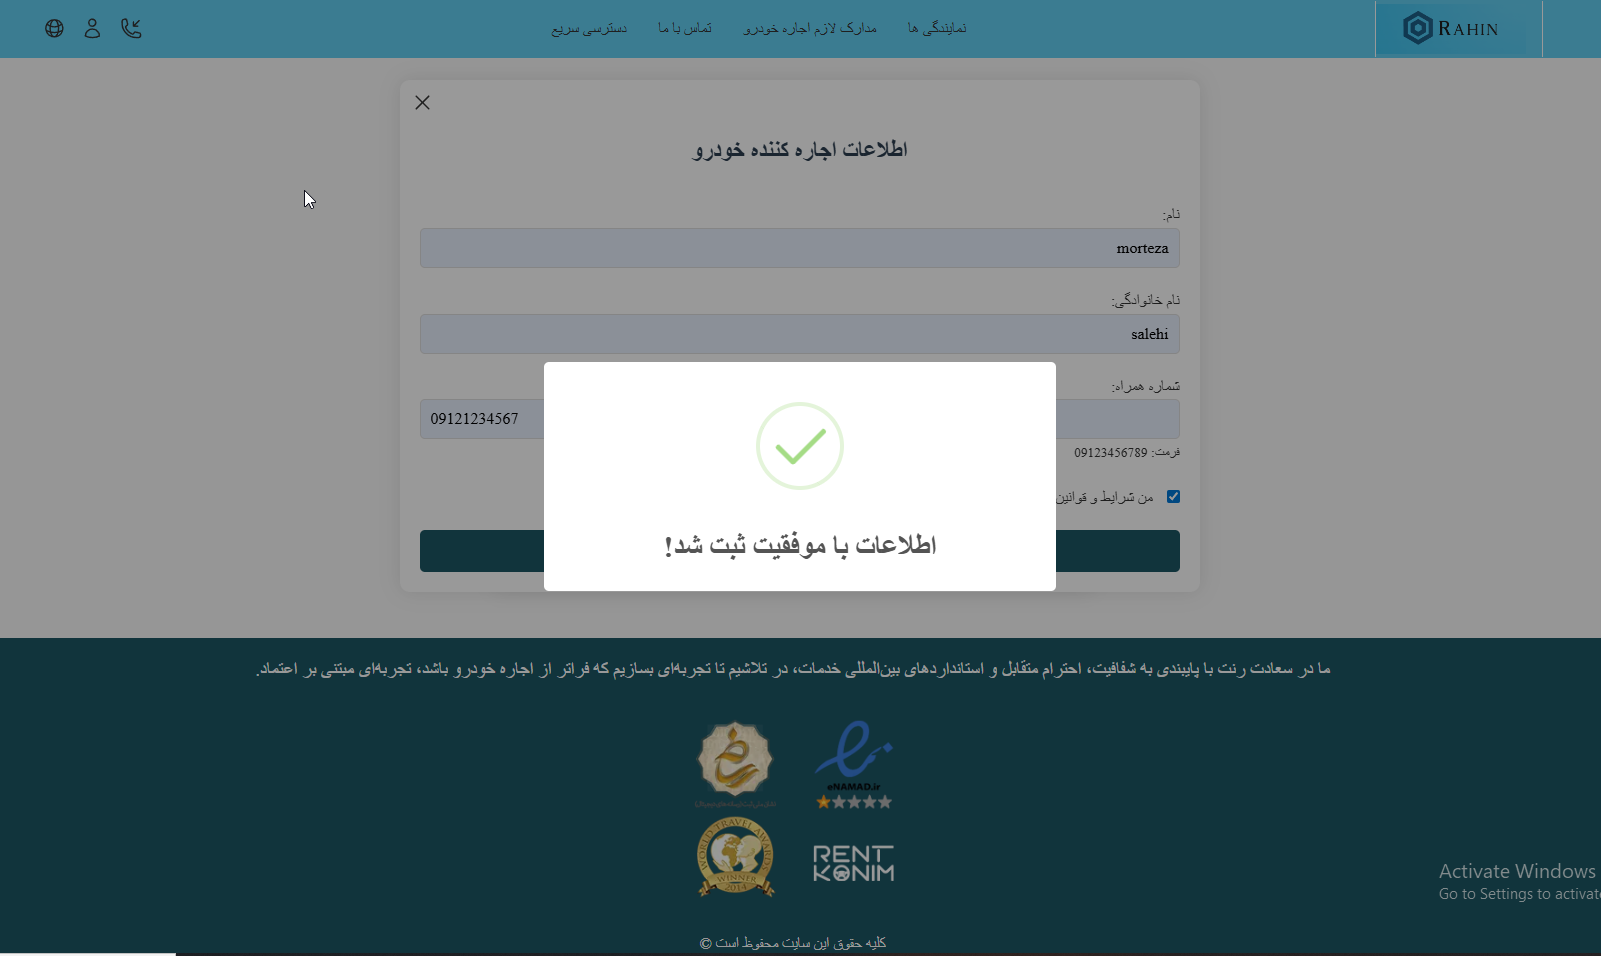 RAHIN
نمایندگی ها
مدارک لازم اجاره خودرو
تماس با ما
دسترسی سریع
اطلاعات اجاره کننده خودرو
نام:
morteza
نام خانوادگی:
salehi
شماره همراه:
09121234567
فرمت: 09123456789
من شرایط و قوانین
اطلاعات با موفقیت ثبت شد!
ما در سعادت رنت با پایبندی به شفافیت، احترام متقابل و استانداردهای بین‌المللی خدمات، در تلاشیم تا تجربه‌ای بسازیم که فراتر از اجاره خودرو باشد، تجربه‌ای مبتنی بر اعتماد.
eNAMAD.ir
WORLD TRAVEL AWARDS
WINNER
2014
RENT
KONIM
Activate Windows
Go to Settings to activate
کلیه حقوق این سایت محفوظ است ©